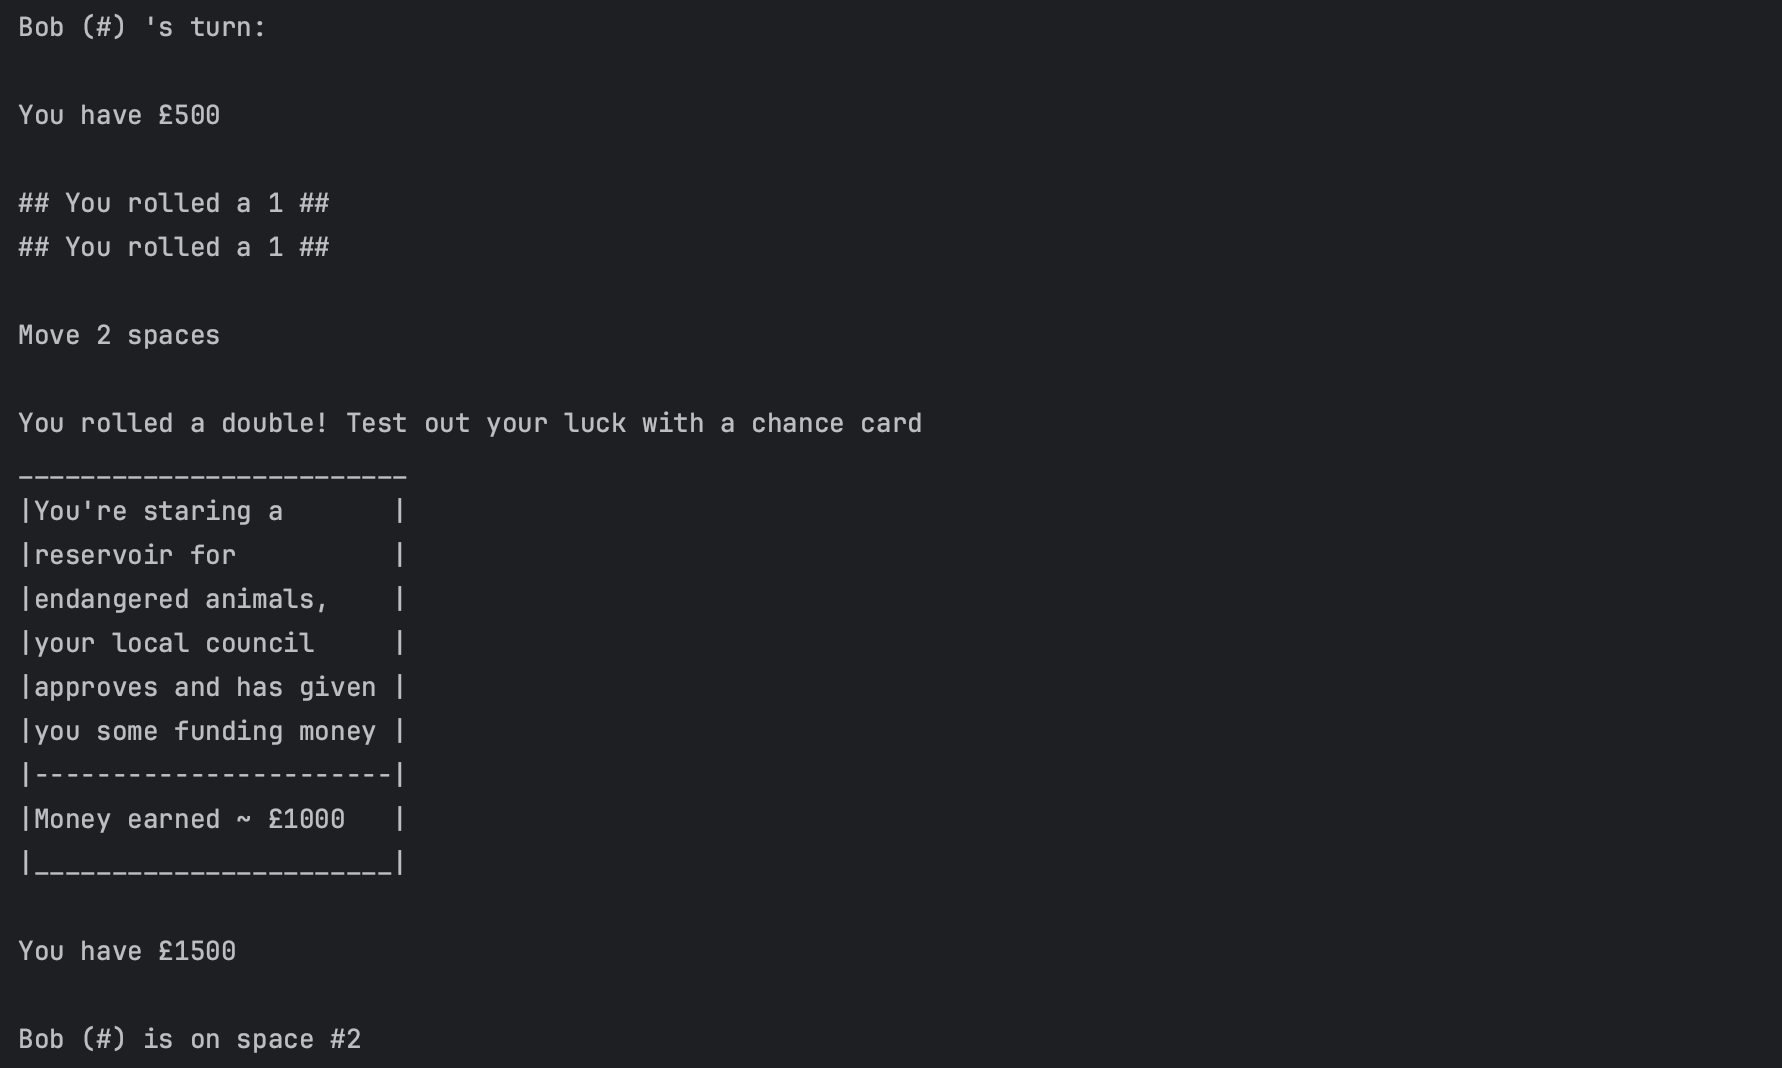 Bob (#) 's turn:
You have £500
## You rolled a 1 ##
## You rolled a 1 ##
Move 2 spaces
You rolled a double! Test out your luck with a chance card
_________________________
|You're staring a       |
|reservoir for          |
|endangered animals,    |
|your local council     |
|approves and has given |
|you some funding money |
|-----------------------|
|Money earned ~ £1000   |
|_______________________|
You have £1500
Bob (#) is on space #2